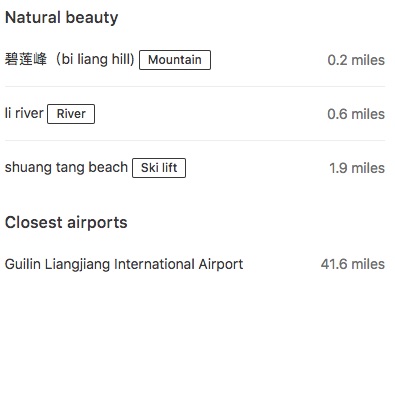 Natural beauty
碧莲峰（bi liang hill) Mountain 0.2 miles
li river River 0.6 miles
shuang tang beach Ski lift 1.9 miles
Closest airports
Guilin Liangjiang International Airport 41.6 miles